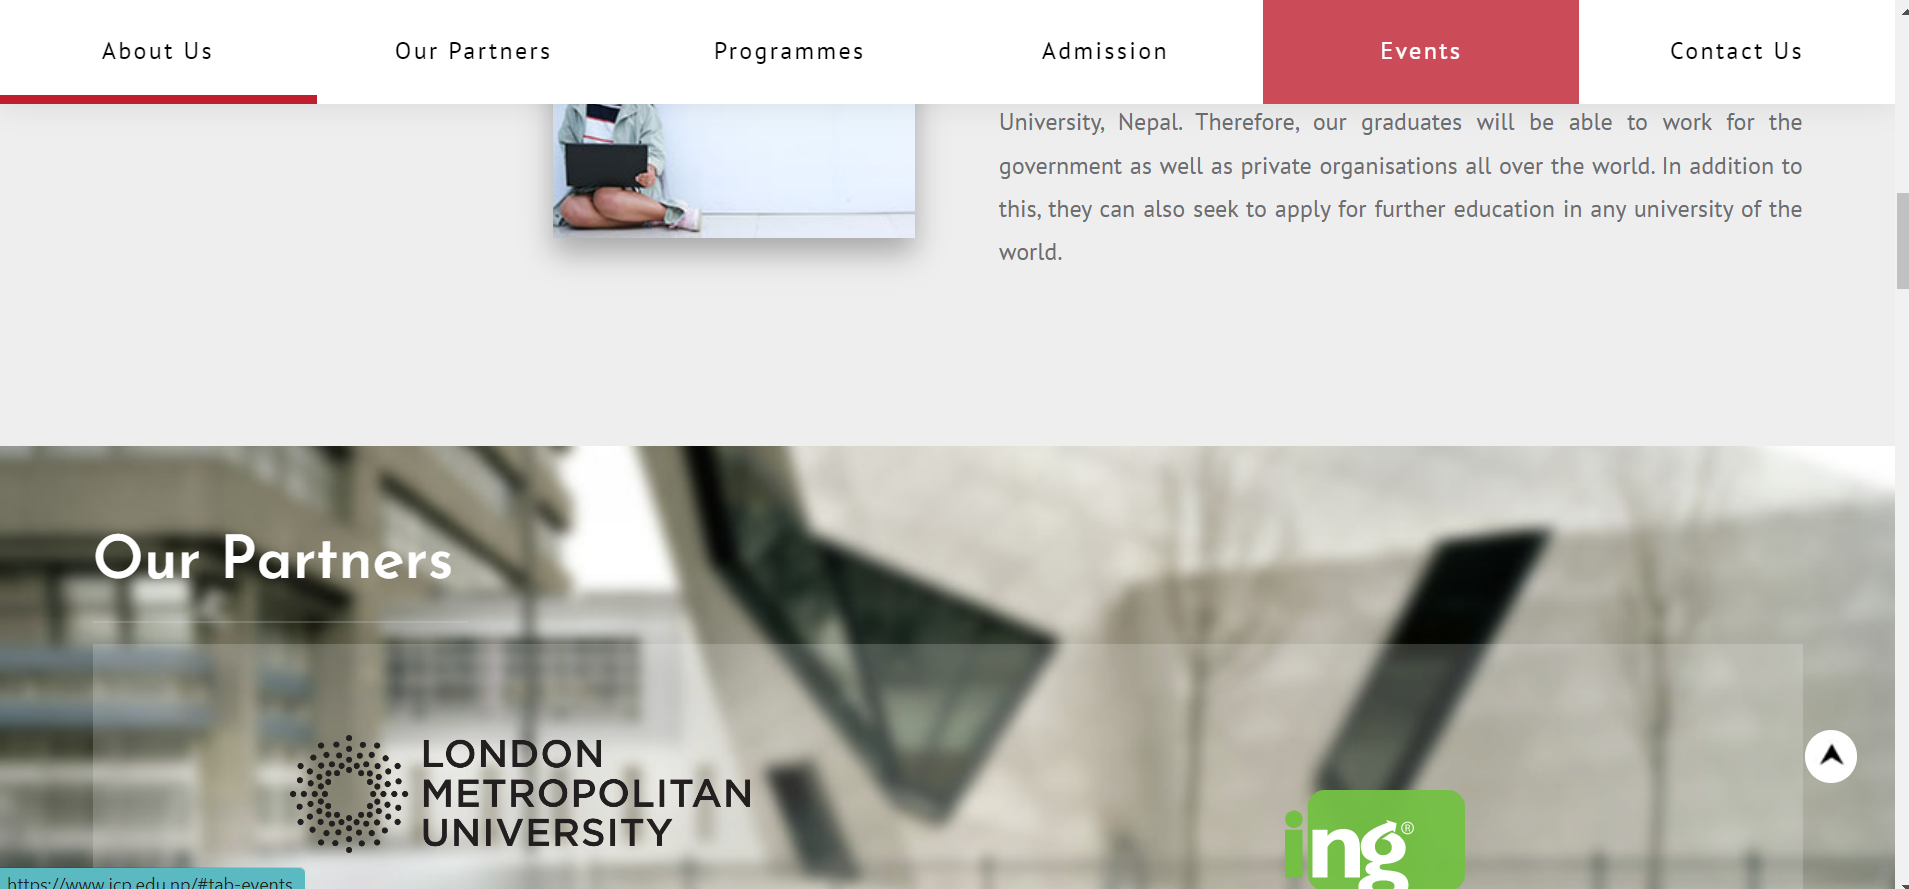 About Us
Our Partners
Programmes
Admission
Events
Contact Us
University, Nepal. Therefore, our graduates will be able to work for the
government as well as private organisations all over the world. In addition to
this, they can also seek to apply for further education in any university of the
world.
Our Partners
LONDON
METROPOLITAN
UNIVERSITY
ing®
https://www.icp.edu.np/#tab-events